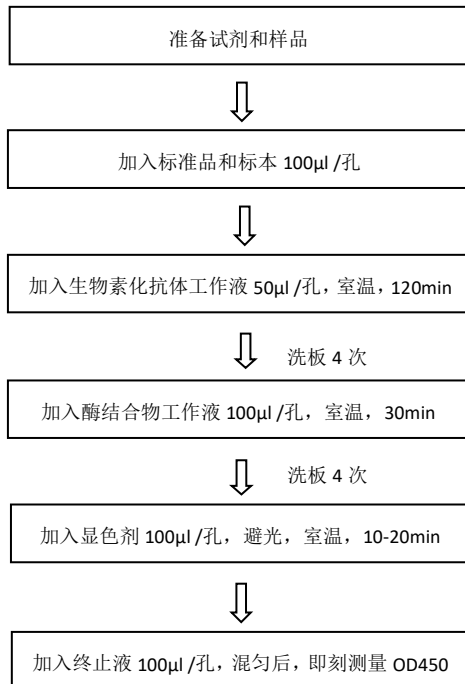 准备试剂和样品
加入标准品和标本 100μl /孔
加入生物素化抗体工作液 50μl /孔，室温，120min
洗板 4 次
加入酶结合物工作液 100μl /孔，室温，30min
洗板 4 次
加入显色剂 100μl /孔，避光，室温，10-20min
加入终止液 100μl /孔，混匀后，即刻测量 OD450